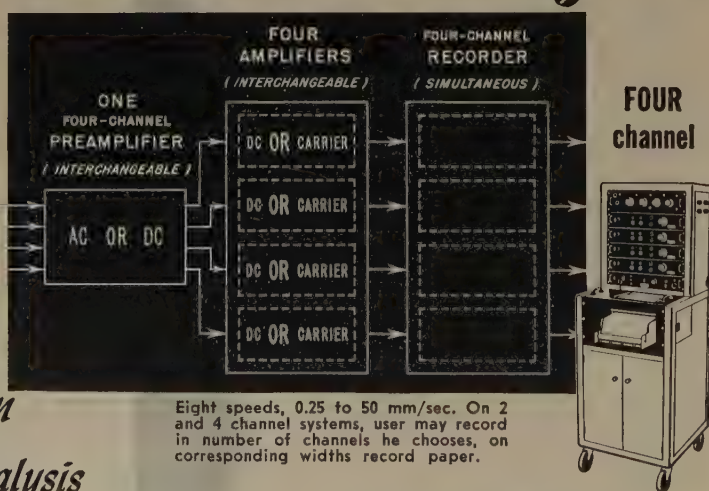 FOUR
AMPLIFIERS
( INTERCHANGEABLE )
FOUR-CHANNEL
RECORDER
( SIMULTANEOUS )
ONE
FOUR-CHANNEL
PREAMPLIFIER
( INTERCHANGEABLE )
AC OR DC
DC OR CARRIER
DC OR CARRIER
DC OR CARRIER
DC OR CARRIER
FOUR
channel
Eight speeds, 0.25 to 50 mm/sec. On 2
and 4 channel systems, user may record
in number of channels he chooses, on
corresponding widths record paper.